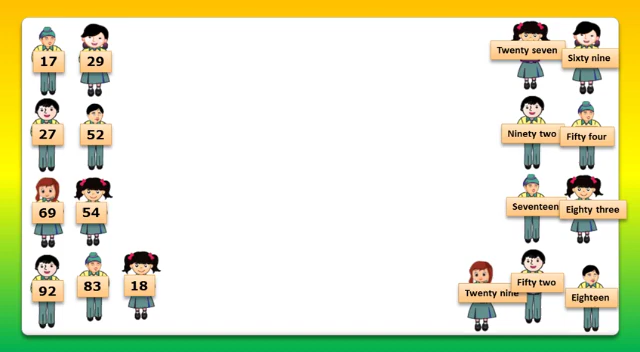 17
29
Twenty seven
Sixty nine
27
52
Ninety two
Fifty four
69
54
Seventeen
Eighty three
92
83
18
Twenty nine
Fifty two
Eighteen